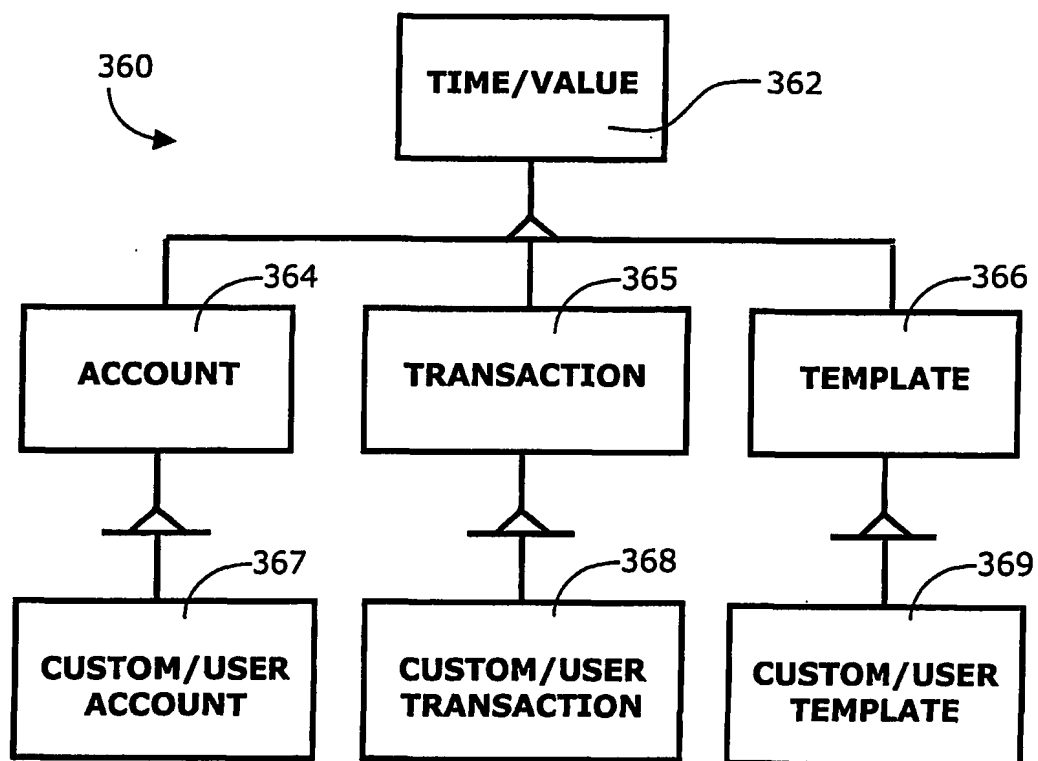 360
TIME/VALUE
362
364
365
366
ACCOUNT
TRANSACTION
TEMPLATE
367
368
369
CUSTOM/USER
ACCOUNT
CUSTOM/USER
TRANSACTION
CUSTOM/USER
TEMPLATE